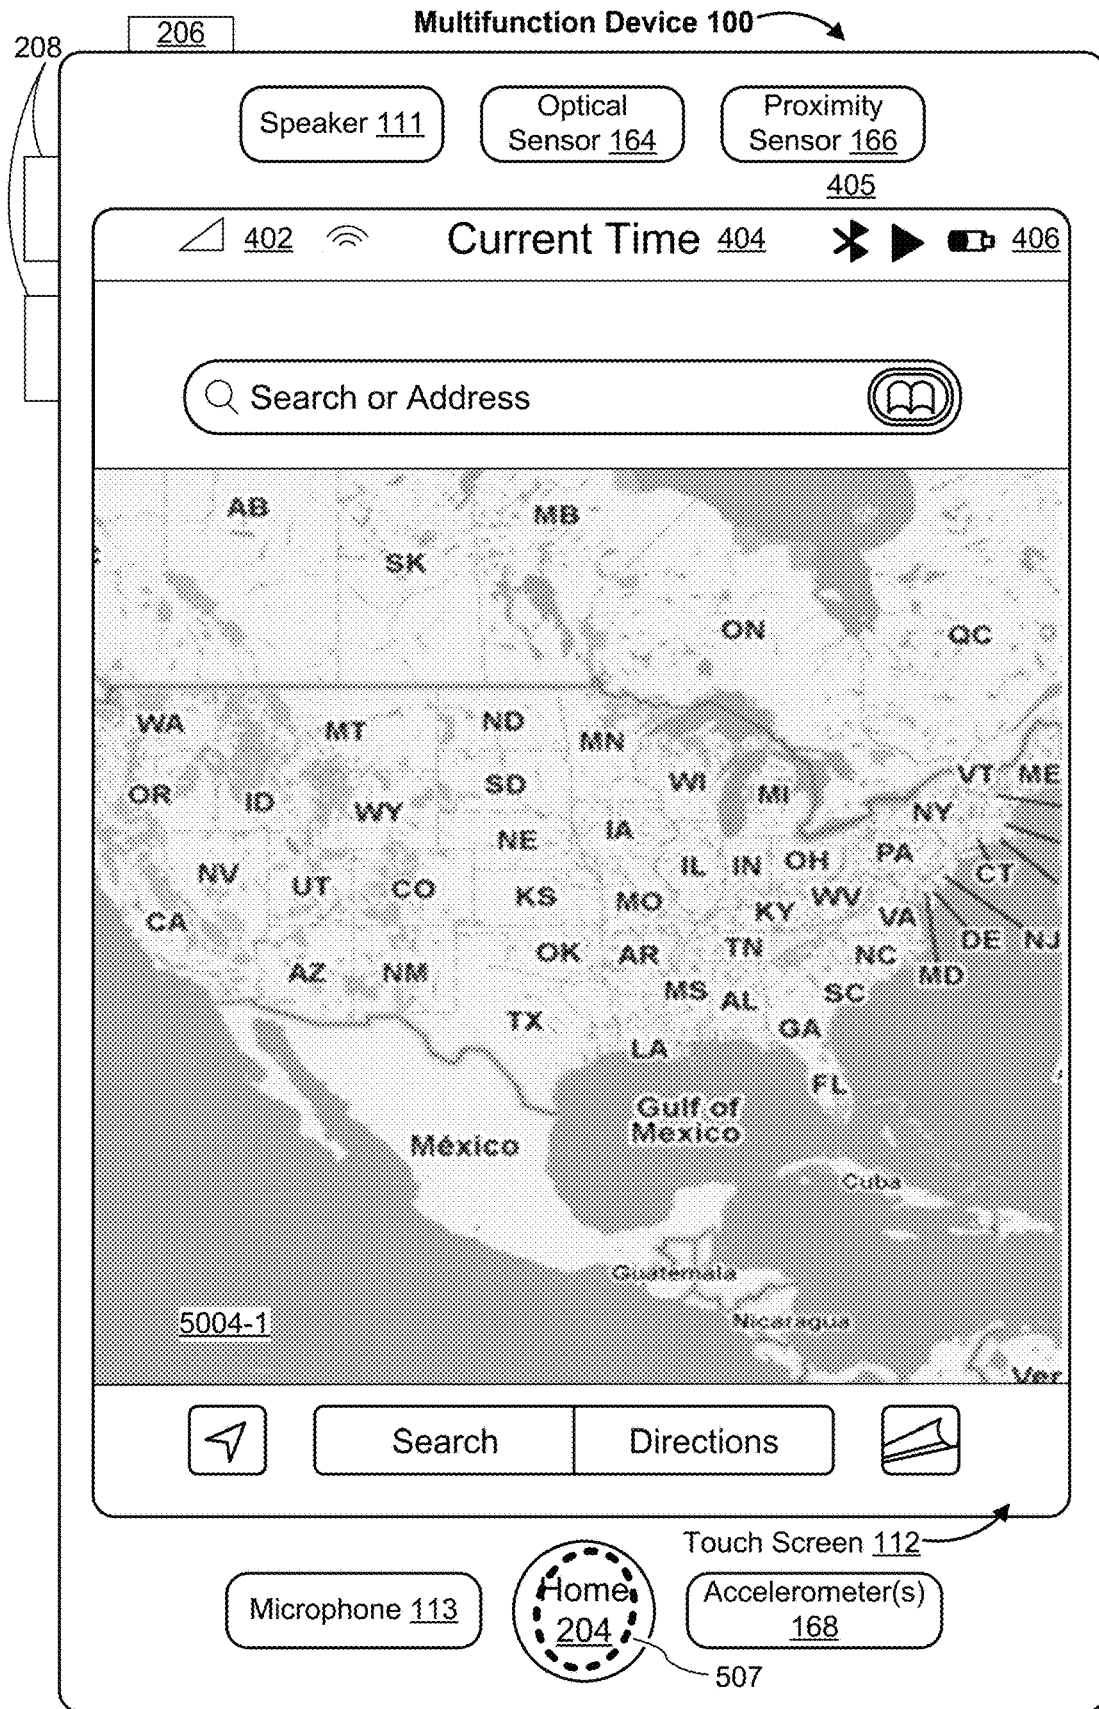 Multifunction Device 100
206
208
Speaker 111
Optical
Sensor 164
Proximity
Sensor 166
405
402
Current Time 404
406
Search or Address
AB
MB
SK
ON
QC
WA
MT
ND
MN
OR
ID
WY
SD
WI
MI
VT
ME
NY
NE
IA
NV
UT
CO
KS
MO
IL
IN
OH
PA
CT
CA
KY
WV
VA
AZ
NM
OK
AR
TN
NC
DE
NJ
MD
TX
MS
AL
SC
GA
LA
FL
Gulf of
Mexico
México
Cuba
Guatemala
Nicaragua
5004-1
Ver
Search
Directions
Touch Screen 112
Microphone 113
Home
204
Accelerometer(s)
168
507